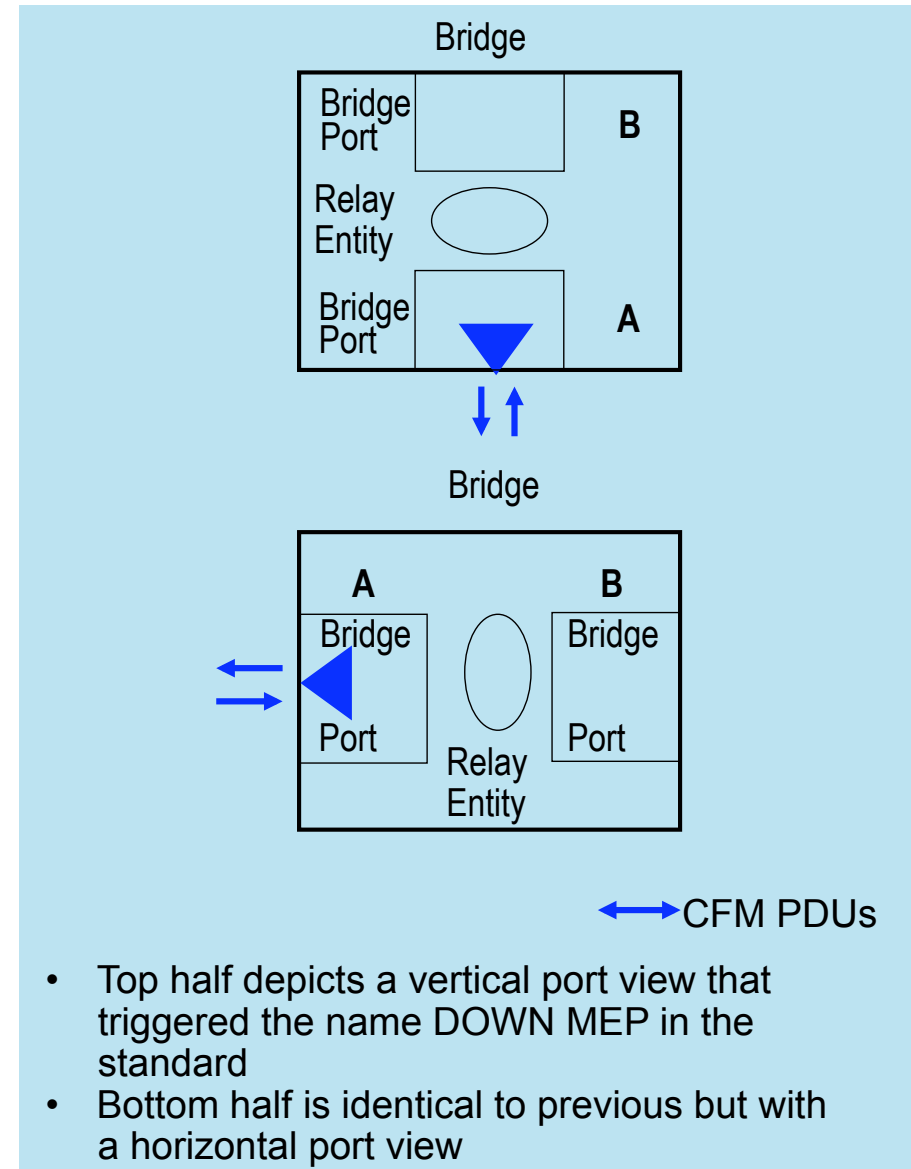 Bridge
Bridge
Port
B
Relay
Entity
Bridge
Port
A
Bridge
A
B
Bridge
Bridge
Port
Port
Relay
Entity
CFM PDUs
• Top half depicts a vertical port view that
triggered the name DOWN MEP in the
standard
• Bottom half is identical to previous but with
a horizontal port view